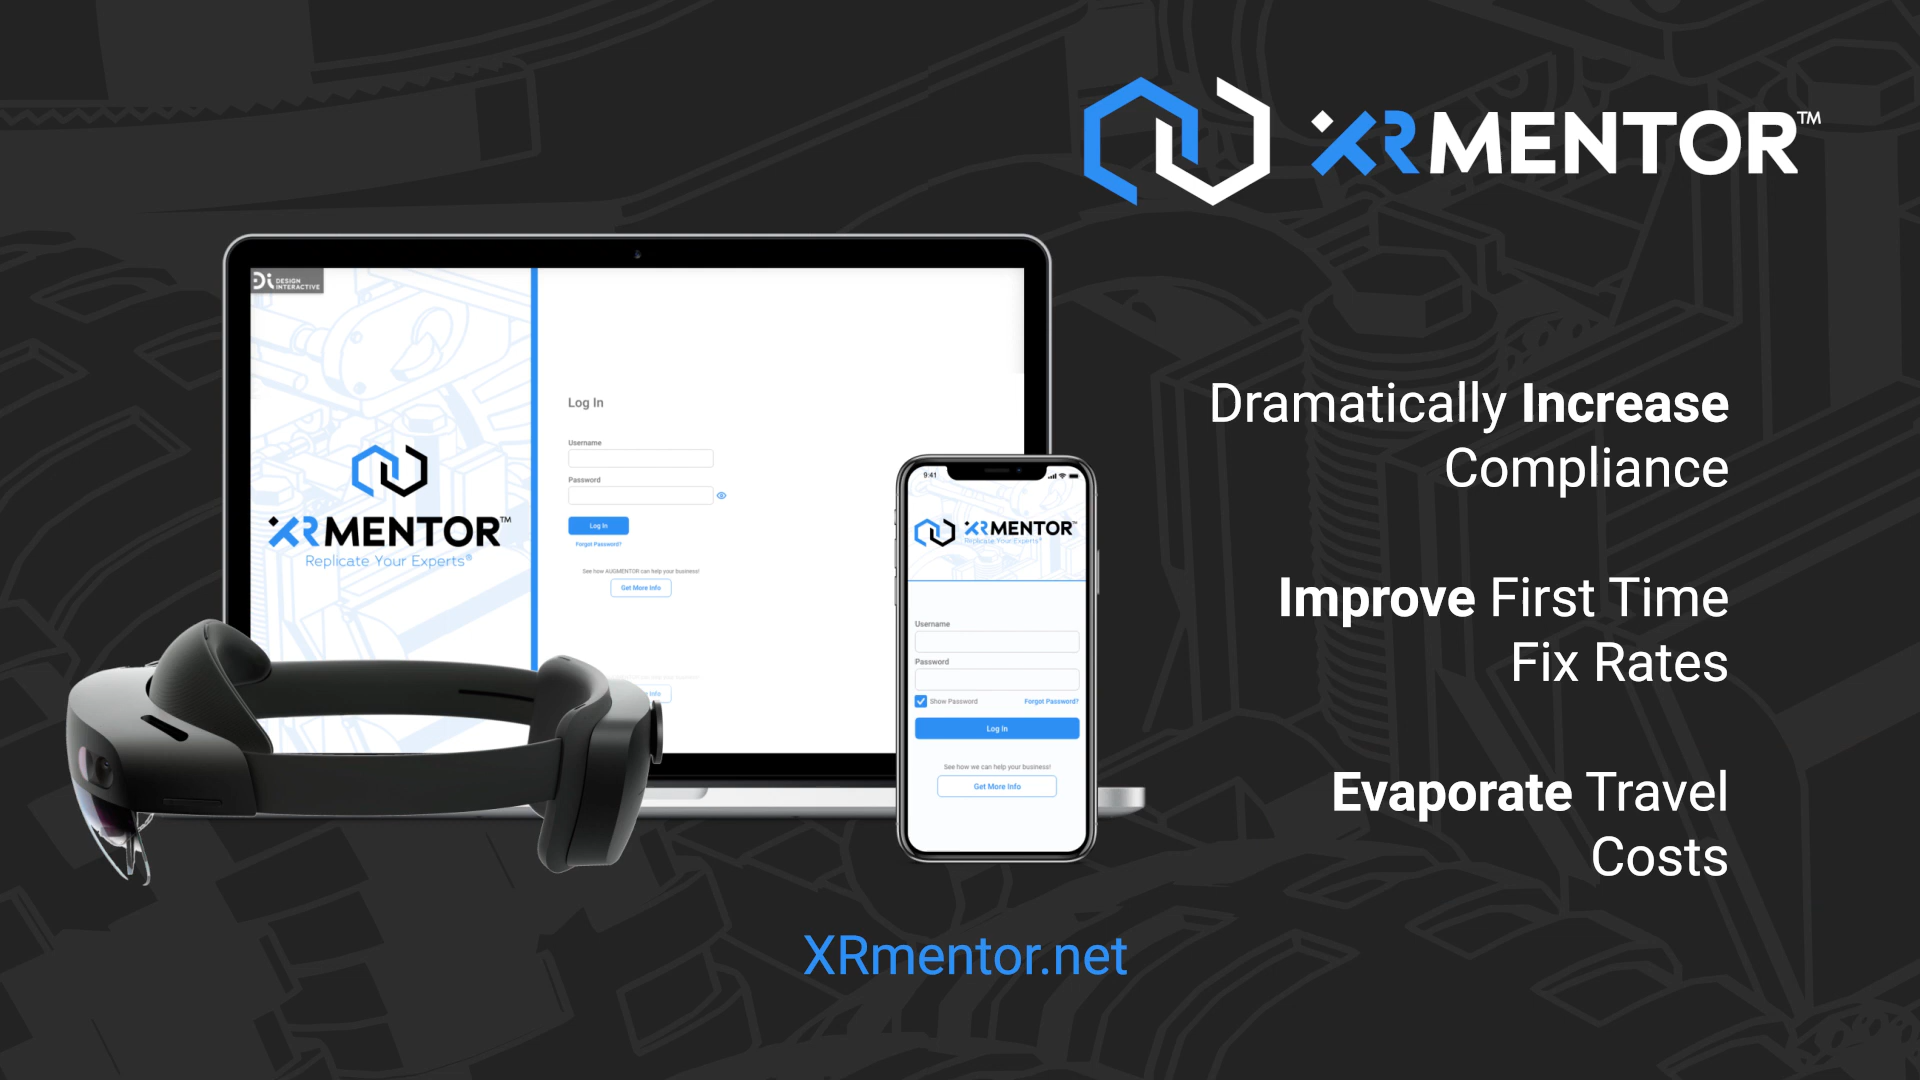 XRMENTOR™
Dramatically Increase
Compliance
Improve First Time
Fix Rates
Evaporate Travel
Costs
Di DESIGN
INTERACTIVE
XRMENTOR™
Replicate Your Experts®
Log In
Username
Password
Log In
Forgot Password?
See how AUGMENTOR can help your business!
Get More Info
Info
9:41
XRMENTOR™
Replicate Your Experts®
Username
Password
Show Password
Forgot Password?
Log In
See how we can help your business!
Get More Info
XRmentor.net